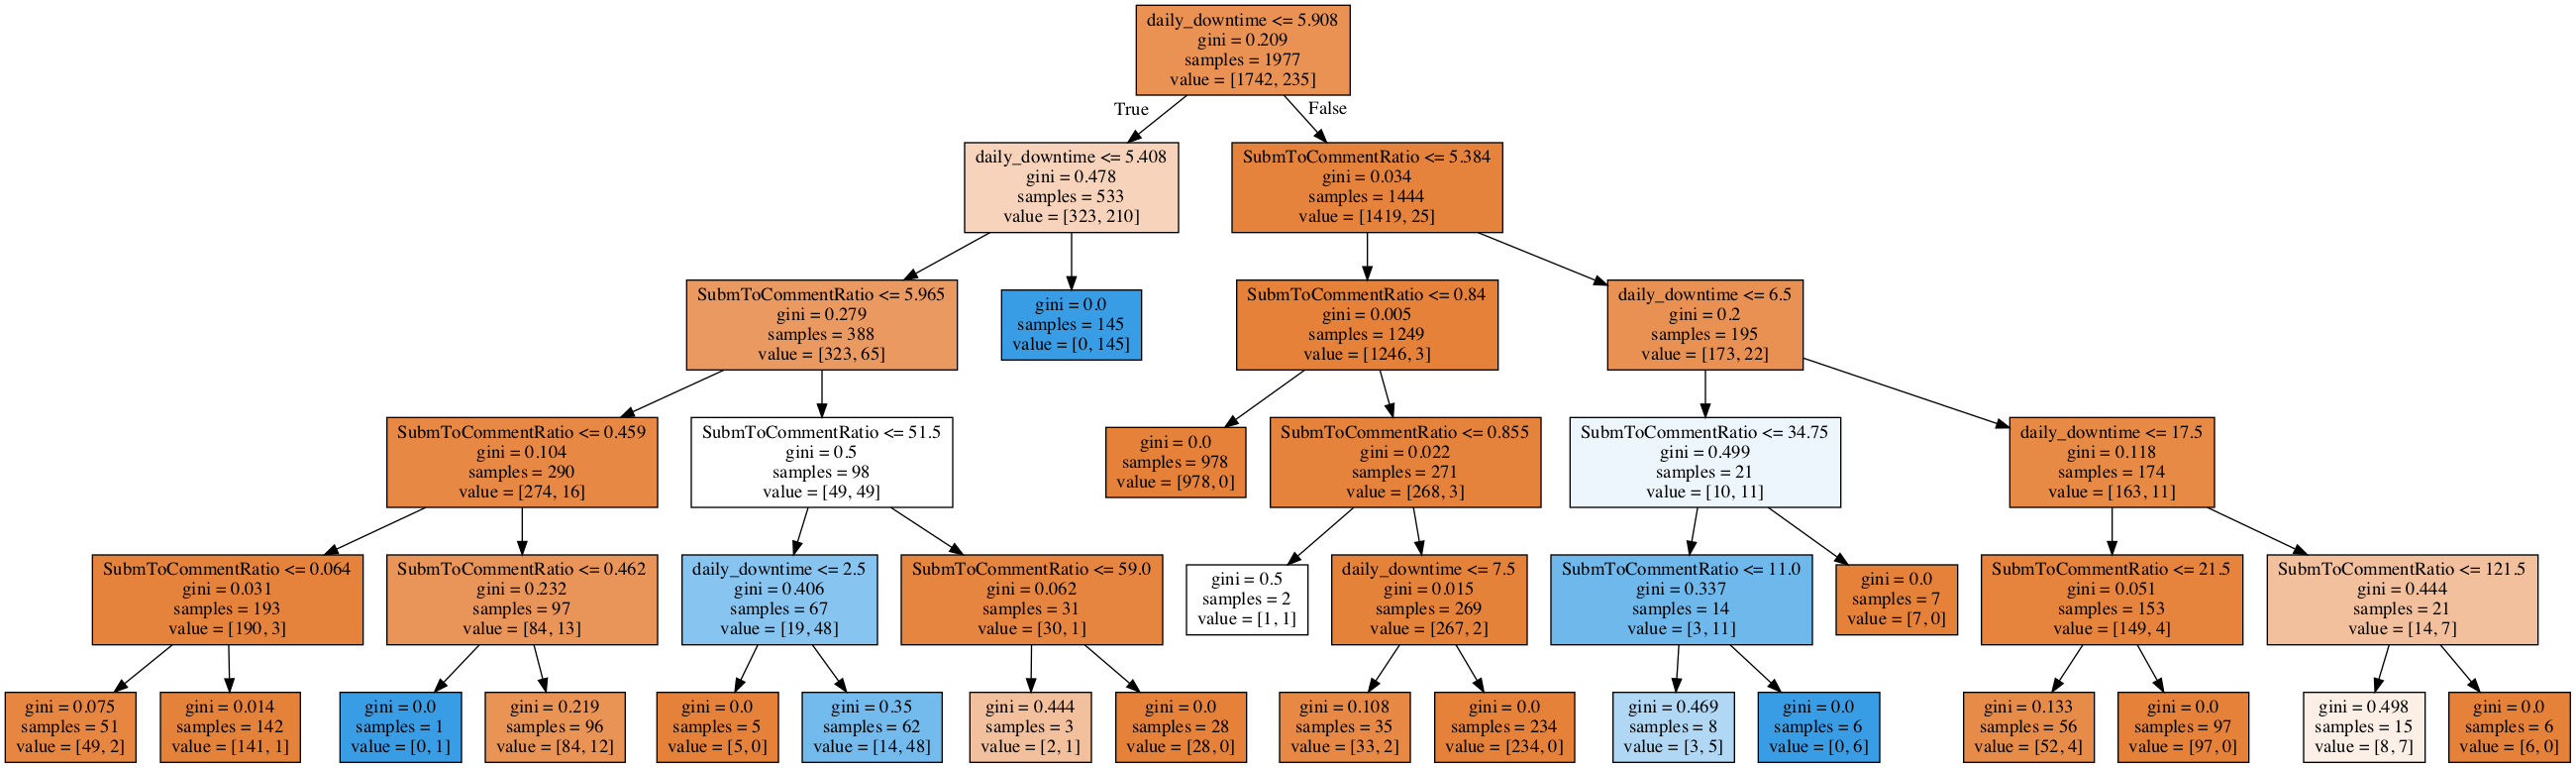 daily_downtime <= 5.908
gini = 0.209
samples = 1977
value = [1742, 235]
True
False
daily_downtime <= 5.408
gini = 0.478
samples = 533
value = [323, 210]
SubmToCommentRatio <= 5.384
gini = 0.034
samples = 1444
value = [1419, 25]
SubmToCommentRatio <= 5.965
gini = 0.279
samples = 388
value = [323, 65]
gini = 0.0
samples = 145
value = [0, 145]
SubmToCommentRatio <= 0.84
gini = 0.005
samples = 1249
value = [1246, 3]
daily_downtime <= 6.5
gini = 0.2
samples = 195
value = [173, 22]
SubmToCommentRatio <= 0.459
gini = 0.104
samples = 290
value = [274, 16]
SubmToCommentRatio <= 51.5
gini = 0.5
samples = 98
value = [49, 49]
gini = 0.0
samples = 978
value = [978, 0]
SubmToCommentRatio <= 0.855
gini = 0.022
samples = 271
value = [268, 3]
SubmToCommentRatio <= 34.75
gini = 0.499
samples = 21
value = [10, 11]
daily_downtime <= 17.5
gini = 0.118
samples = 174
value = [163, 11]
SubmToCommentRatio <= 0.064
gini = 0.031
samples = 193
value = [190, 3]
SubmToCommentRatio <= 0.462
gini = 0.232
samples = 97
value = [84, 13]
daily_downtime <= 2.5
gini = 0.406
samples = 67
value = [19, 48]
SubmToCommentRatio <= 59.0
gini = 0.062
samples = 31
value = [30, 1]
gini = 0.5
samples = 2
value = [1, 1]
daily_downtime <= 7.5
gini = 0.015
samples = 269
value = [267, 2]
SubmToCommentRatio <= 11.0
gini = 0.337
samples = 14
value = [3, 11]
gini = 0.0
samples = 7
value = [7, 0]
SubmToCommentRatio <= 21.5
gini = 0.051
samples = 153
value = [149, 4]
SubmToCommentRatio <= 121.5
gini = 0.444
samples = 21
value = [14, 7]
gini = 0.075
samples = 51
value = [49, 2]
gini = 0.014
samples = 142
value = [141, 1]
gini = 0.0
samples = 1
value = [0, 1]
gini = 0.219
samples = 96
value = [84, 12]
gini = 0.0
samples = 5
value = [5, 0]
gini = 0.35
samples = 62
value = [14, 48]
gini = 0.444
samples = 3
value = [2, 1]
gini = 0.0
samples = 28
value = [28, 0]
gini = 0.108
samples = 35
value = [33, 2]
gini = 0.0
samples = 234
value = [234, 0]
gini = 0.469
samples = 8
value = [3, 5]
gini = 0.0
samples = 6
value = [0, 6]
gini = 0.133
samples = 56
value = [52, 4]
gini = 0.0
samples = 97
value = [97, 0]
gini = 0.498
samples = 15
value = [8, 7]
gini = 0.0
samples = 6
value = [6, 0]